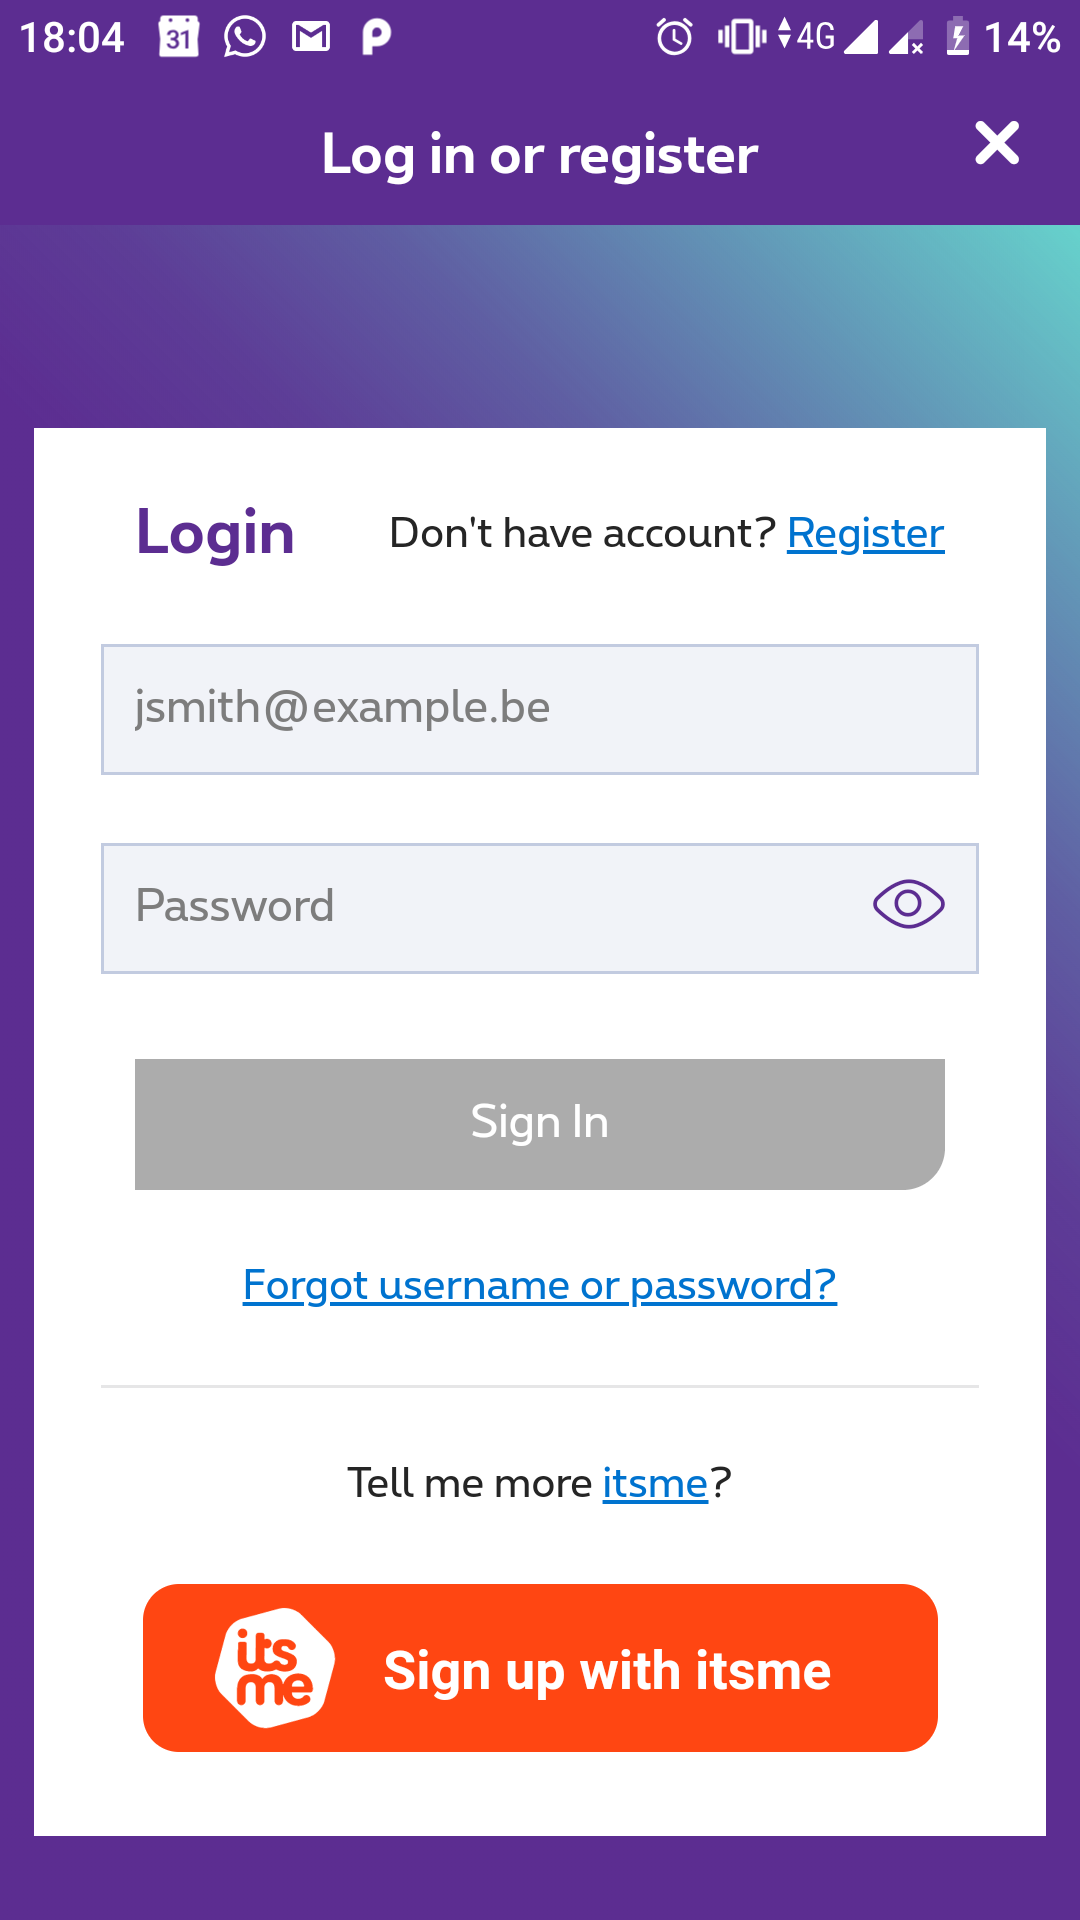 18:04 31 4G 14%
Log in or register
Login Don't have account? Register
jsmith@example.be
Password
Sign In
Forgot username or password?
Tell me more itsme?
its
me
Sign up with itsme